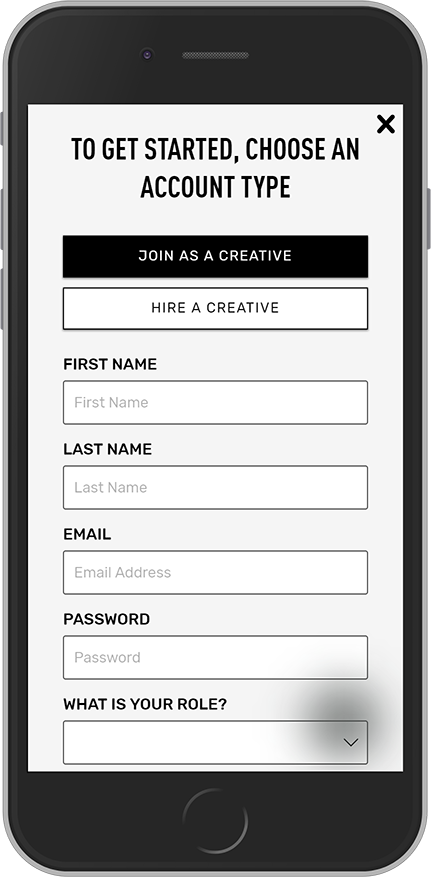 TO GET STARTED, CHOOSE AN
ACCOUNT TYPE
JOIN AS A CREATIVE
HIRE A CREATIVE
FIRST NAME
First Name
LAST NAME
Last Name
EMAIL
Email Address
PASSWORD
Password
WHAT IS YOUR ROLE?